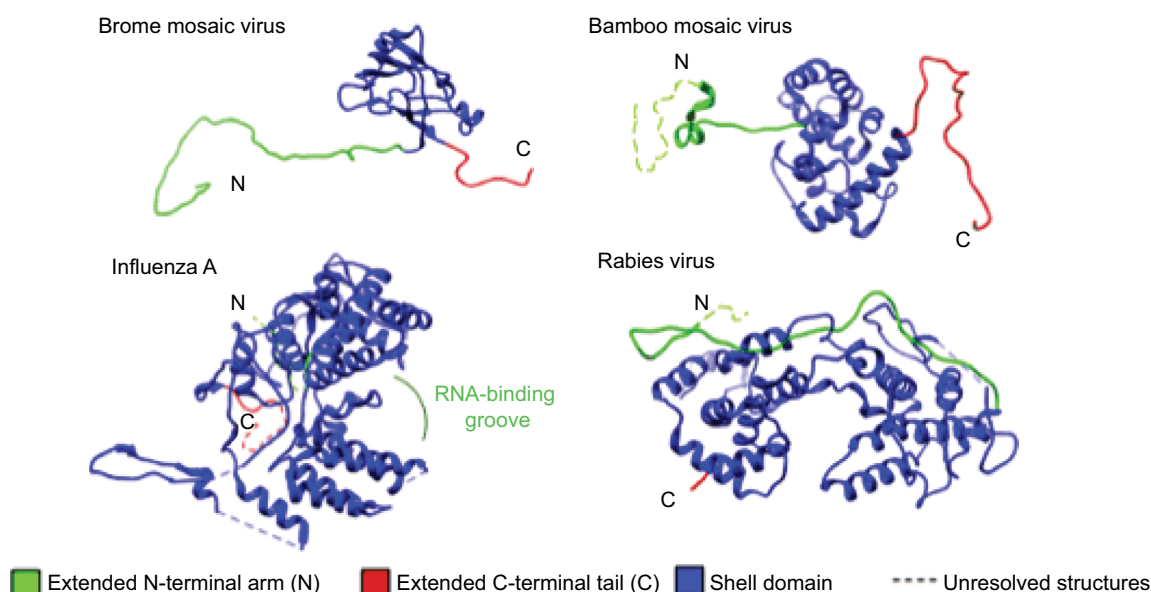 Brome mosaic virus
Bamboo mosaic virus
N
C
N
C
Influenza A
Rabies virus
N
C
RNA-binding
groove
N
C
Extended N-terminal arm (N)
Extended C-terminal tail (C)
Shell domain
Unresolved structures